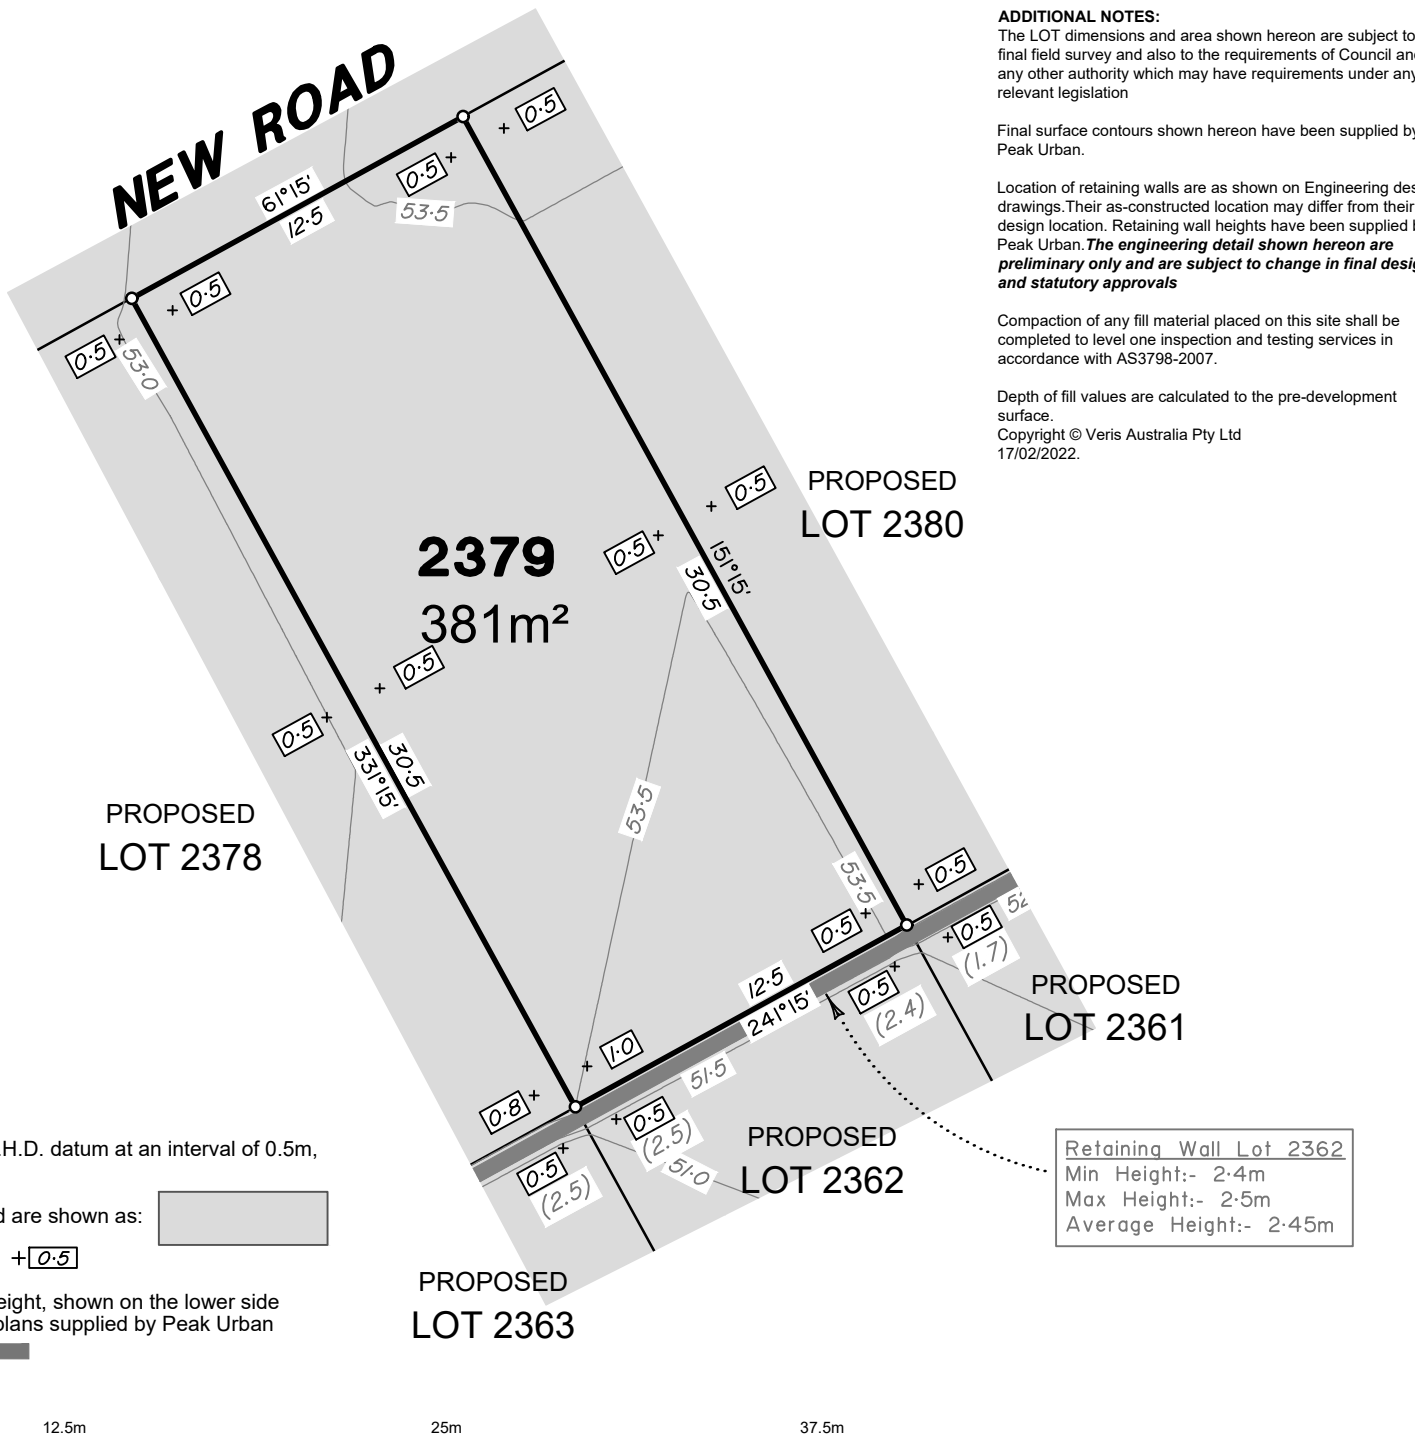 ADDITIONAL NOTES:
The LOT dimensions and area shown hereon are subject to
final field survey and also to the requirements of Council
any other authority which may have requirements under any
relevant legislation
Final surface contours shown hereon have been supplied by
Peak Urban.
Location of retaining walls are as shown on Engineering
drawings.Their as-constructed location may differ from their
design location. Retaining wall heights have been supplied
Peak Urban.The engineering detail shown hereon are
preliminary only and are subject to change in final
and statutory approvals
Compaction of any fill material placed on this site shall be
completed to level one inspection and testing services in
accordance with AS3798-2007.
Depth of fill values are calculated to the pre-development
surface.
Copyright © Veris Australia Pty Ltd
17/02/2022.
NEW ROAD
61°15'
12·5
0·5
0·5
53·5
0·5
0·5
53·0
PROPOSED
LOT 2380
0·5
0·5
151°15'
30·5
2379
381m²
0·5
0·5
30·5
331°15'
PROPOSED
LOT 2378
53·5
53·5
0·5
0·5
0·5
(1.7)
12·5
241°15'
0·5
(2.4)
PROPOSED
LOT 2361
1·0
51·5
0·8
0·5
(2.5)
51·0
0·5
(2.5)
PROPOSED
LOT 2362
Retaining Wall Lot 2362
Min Height:- 2·4m
Max Height:- 2·5m
Average Height:- 2·45m
PROPOSED
LOT 2363
.H.D. datum at an interval of 0.5m,
are shown as:
+0·5
shown on the lower side
plans supplied by Peak Urban
12.5m
25m
37.5m